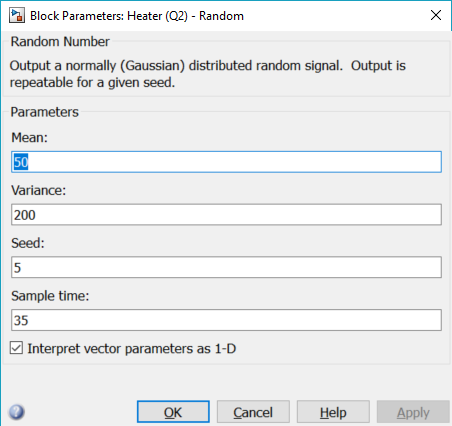 Block Parameters: Heater (Q2) - Random
Random Number
Output a normally (Gaussian) distributed random signal.  Output is
repeatable for a given seed.
Parameters
Mean:
50
Variance:
200
Seed:
5
Sample time:
35
Interpret vector parameters as 1-D
OK Cancel Help Apply